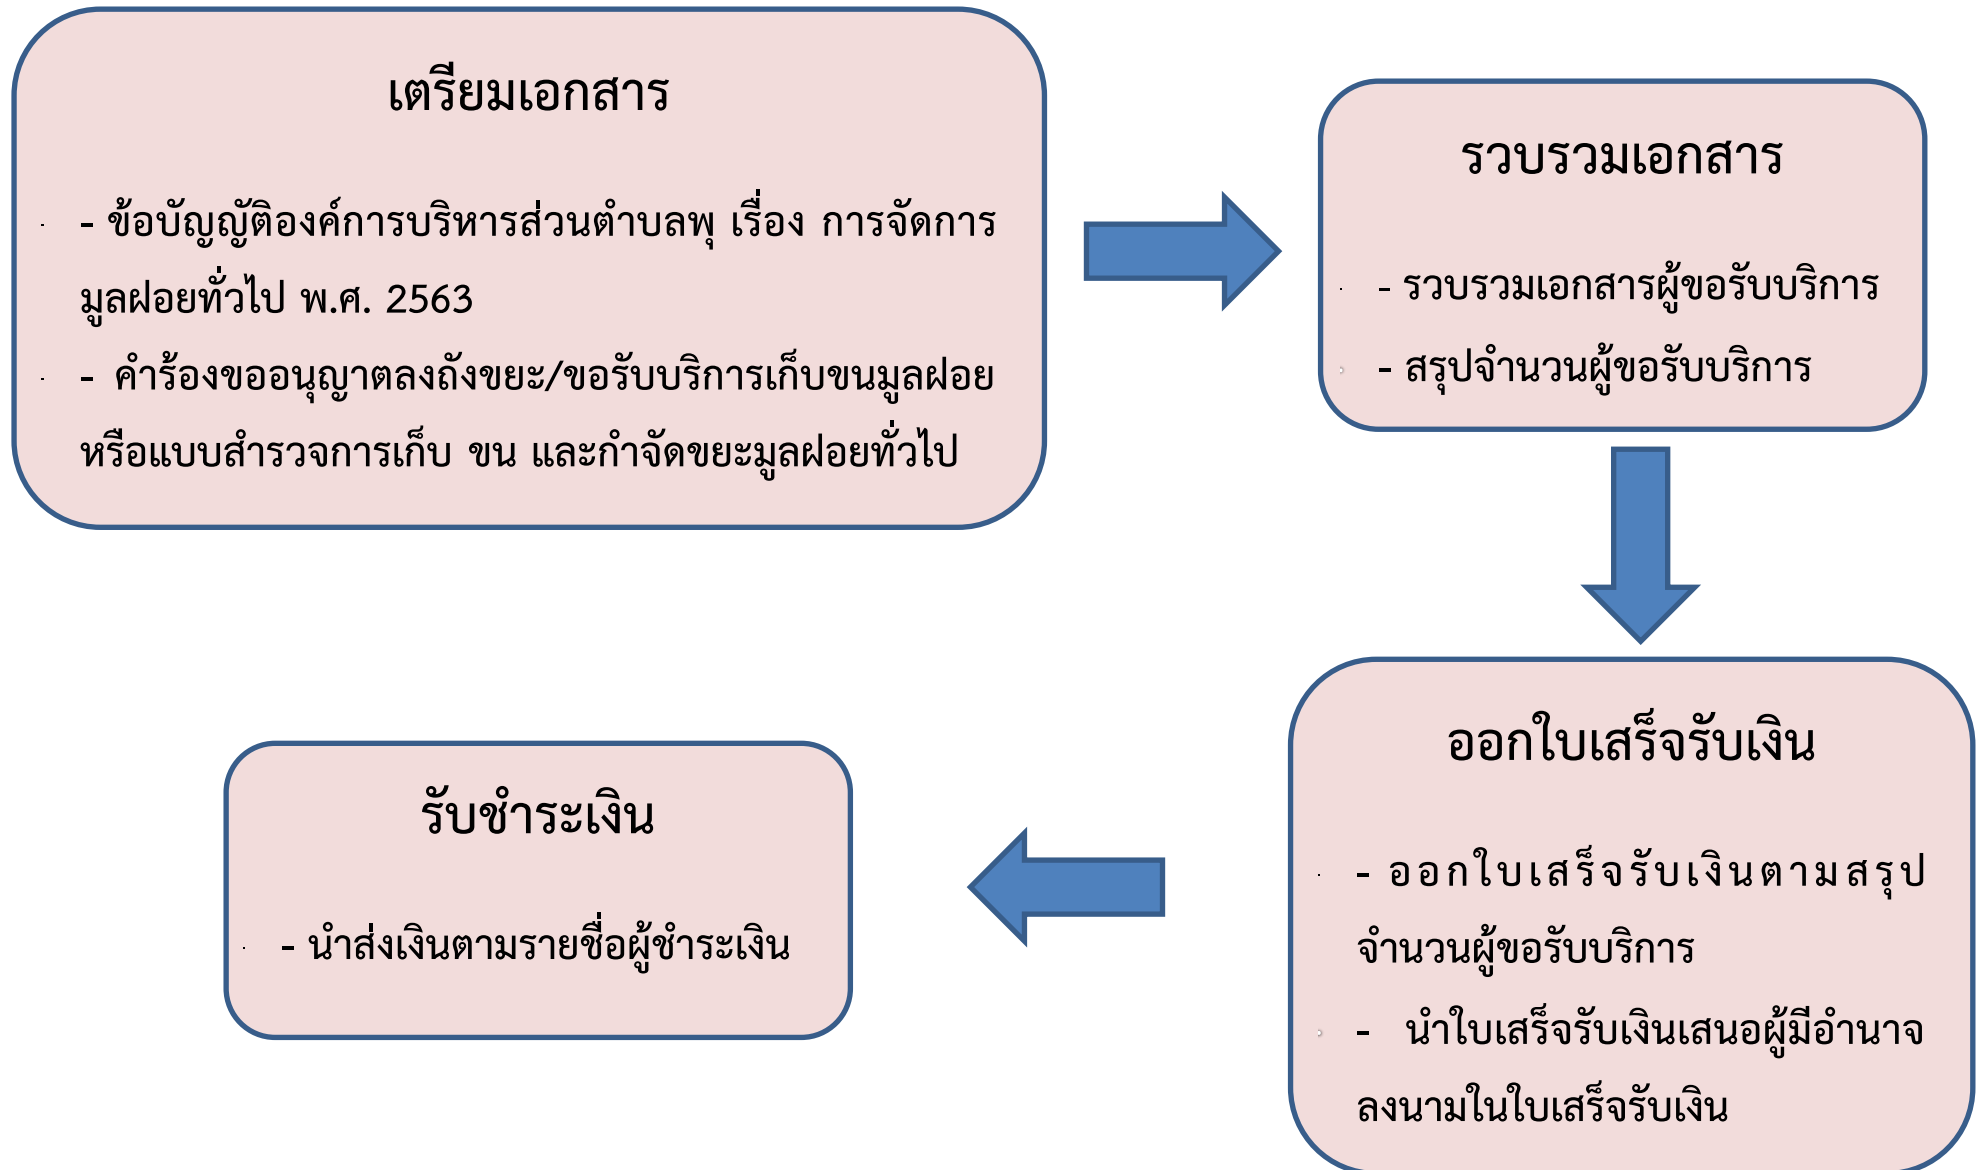 เตรียมเอกสาร
- ข้อบัญญัติองค์การบริหารส่วนตำบลพุ เรื่อง การจัดการ
มูลฝอยทั่วไป พ.ศ. 2563
- คำร้องขออนุญาตลงถังขยะ/ขอรับบริการเก็บขนมูลฝอย
หรือแบบสำรวจการเก็บ ขน และกำจัดขยะมูลฝอยทั่วไป
รวบรวมเอกสาร
- รวบรวมเอกสารผู้ขอรับบริการ
- สรุปจำนวนผู้ขอรับบริการ
ออกใบเสร็จรับเงิน
- ออกใบเสร็จรับเงินตามสรุป
จำนวนผู้ขอรับบริการ
- นำใบเสร็จรับเงินเสนอผู้มีอำนาจ
ลงนามในใบเสร็จรับเงิน
รับชำระเงิน
- นำส่งเงินตามรายชื่อผู้ชำระเงิน